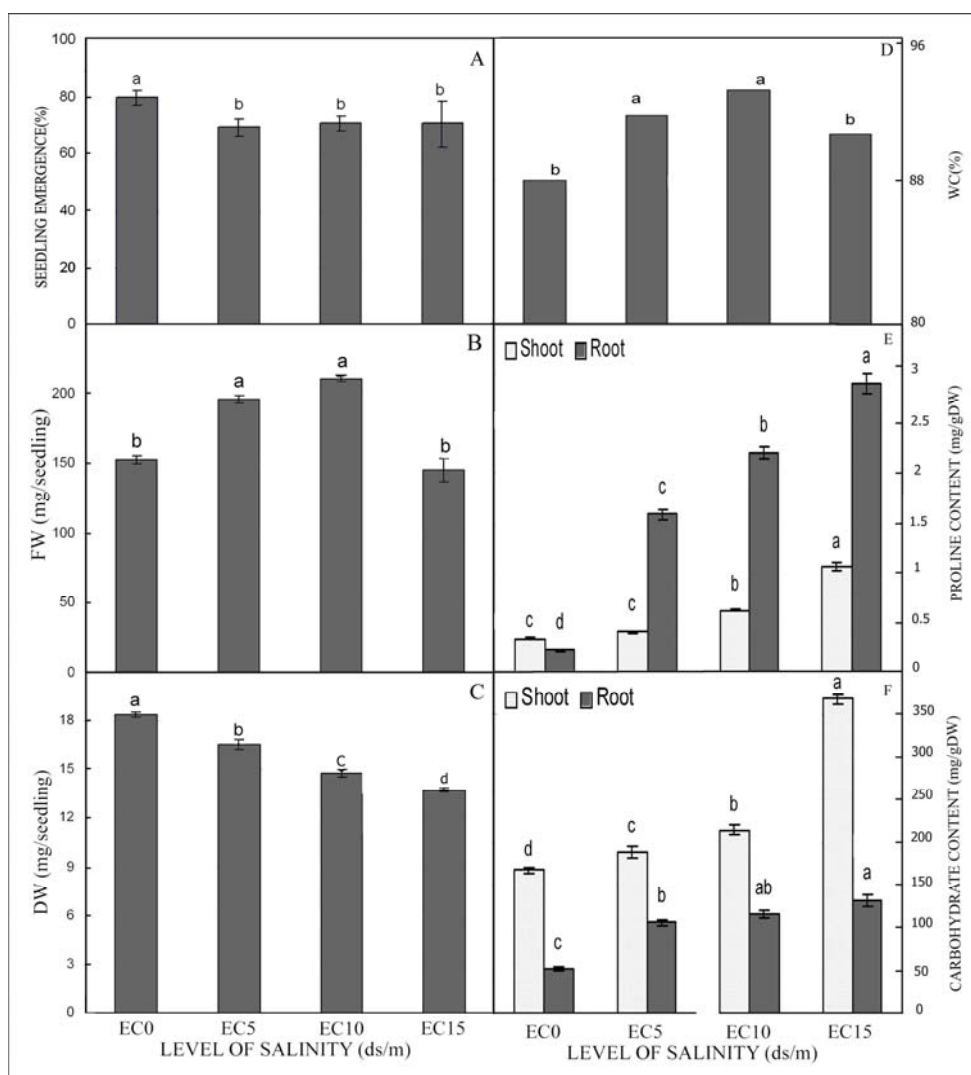 A
SEEDLING EMERGENCE(%)
100
80
60
40
20
0
a
b
b
b
D
WC(%)
96
88
80
b
a
a
b
B
FW (mg/seedling)
200
150
100
50
0
b
a
a
b
E
Shoot Root
PROLINE CONTENT (mg/gDW)
3
2.5
2
1.5
1
0.5
0
c d
c c
b b
a a
C
DW (mg/seedling)
18
15
12
9
6
3
0
a
b
c
d
EC0 EC5 EC10 EC15
LEVEL OF SALINITY (ds/m)
F
Shoot Root
CARBOHYDRATE CONTENT (mg/gDW)
350
300
250
200
150
100
50
0
d c
c b
b ab
a a
EC0 EC5 EC10 EC15
LEVEL OF SALINITY (ds/m)